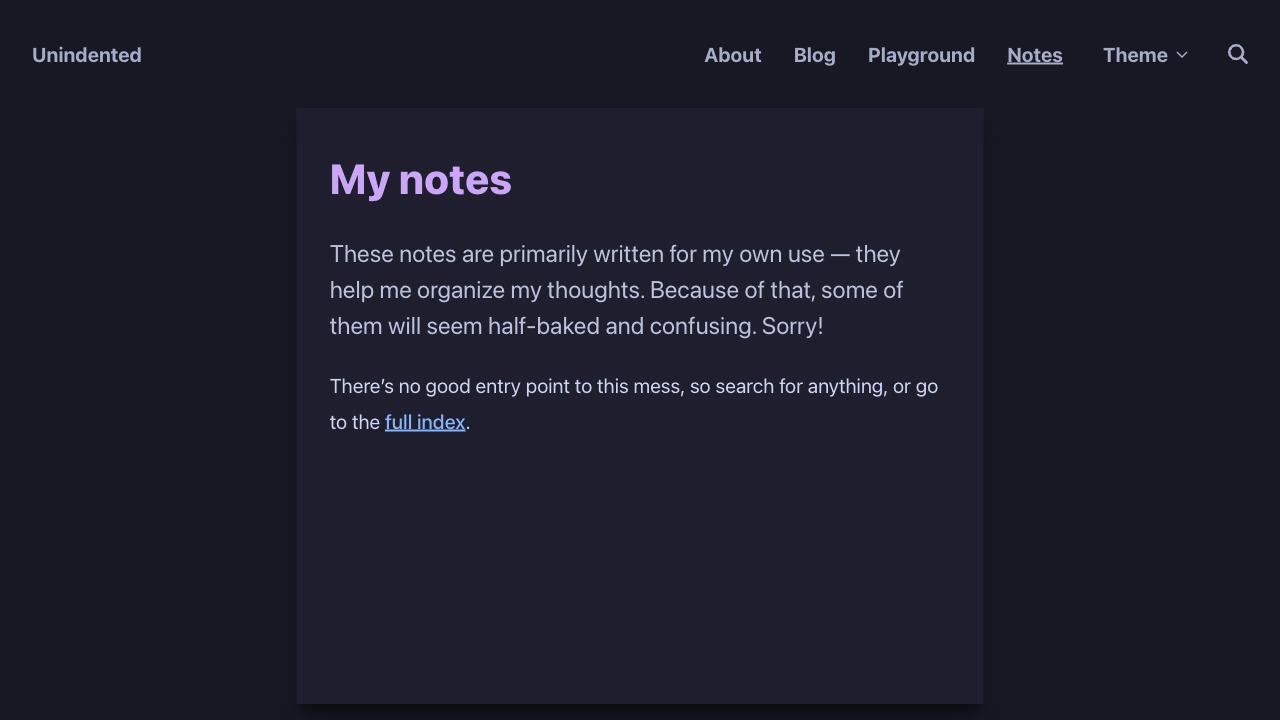 Unindented
About
Blog
Playground
Notes
Theme
My notes
These notes are primarily written for my own use — they
help me organize my thoughts. Because of that, some of
them will seem half-baked and confusing. Sorry!
There’s no good entry point to this mess, so search for anything, or go
to the full index.